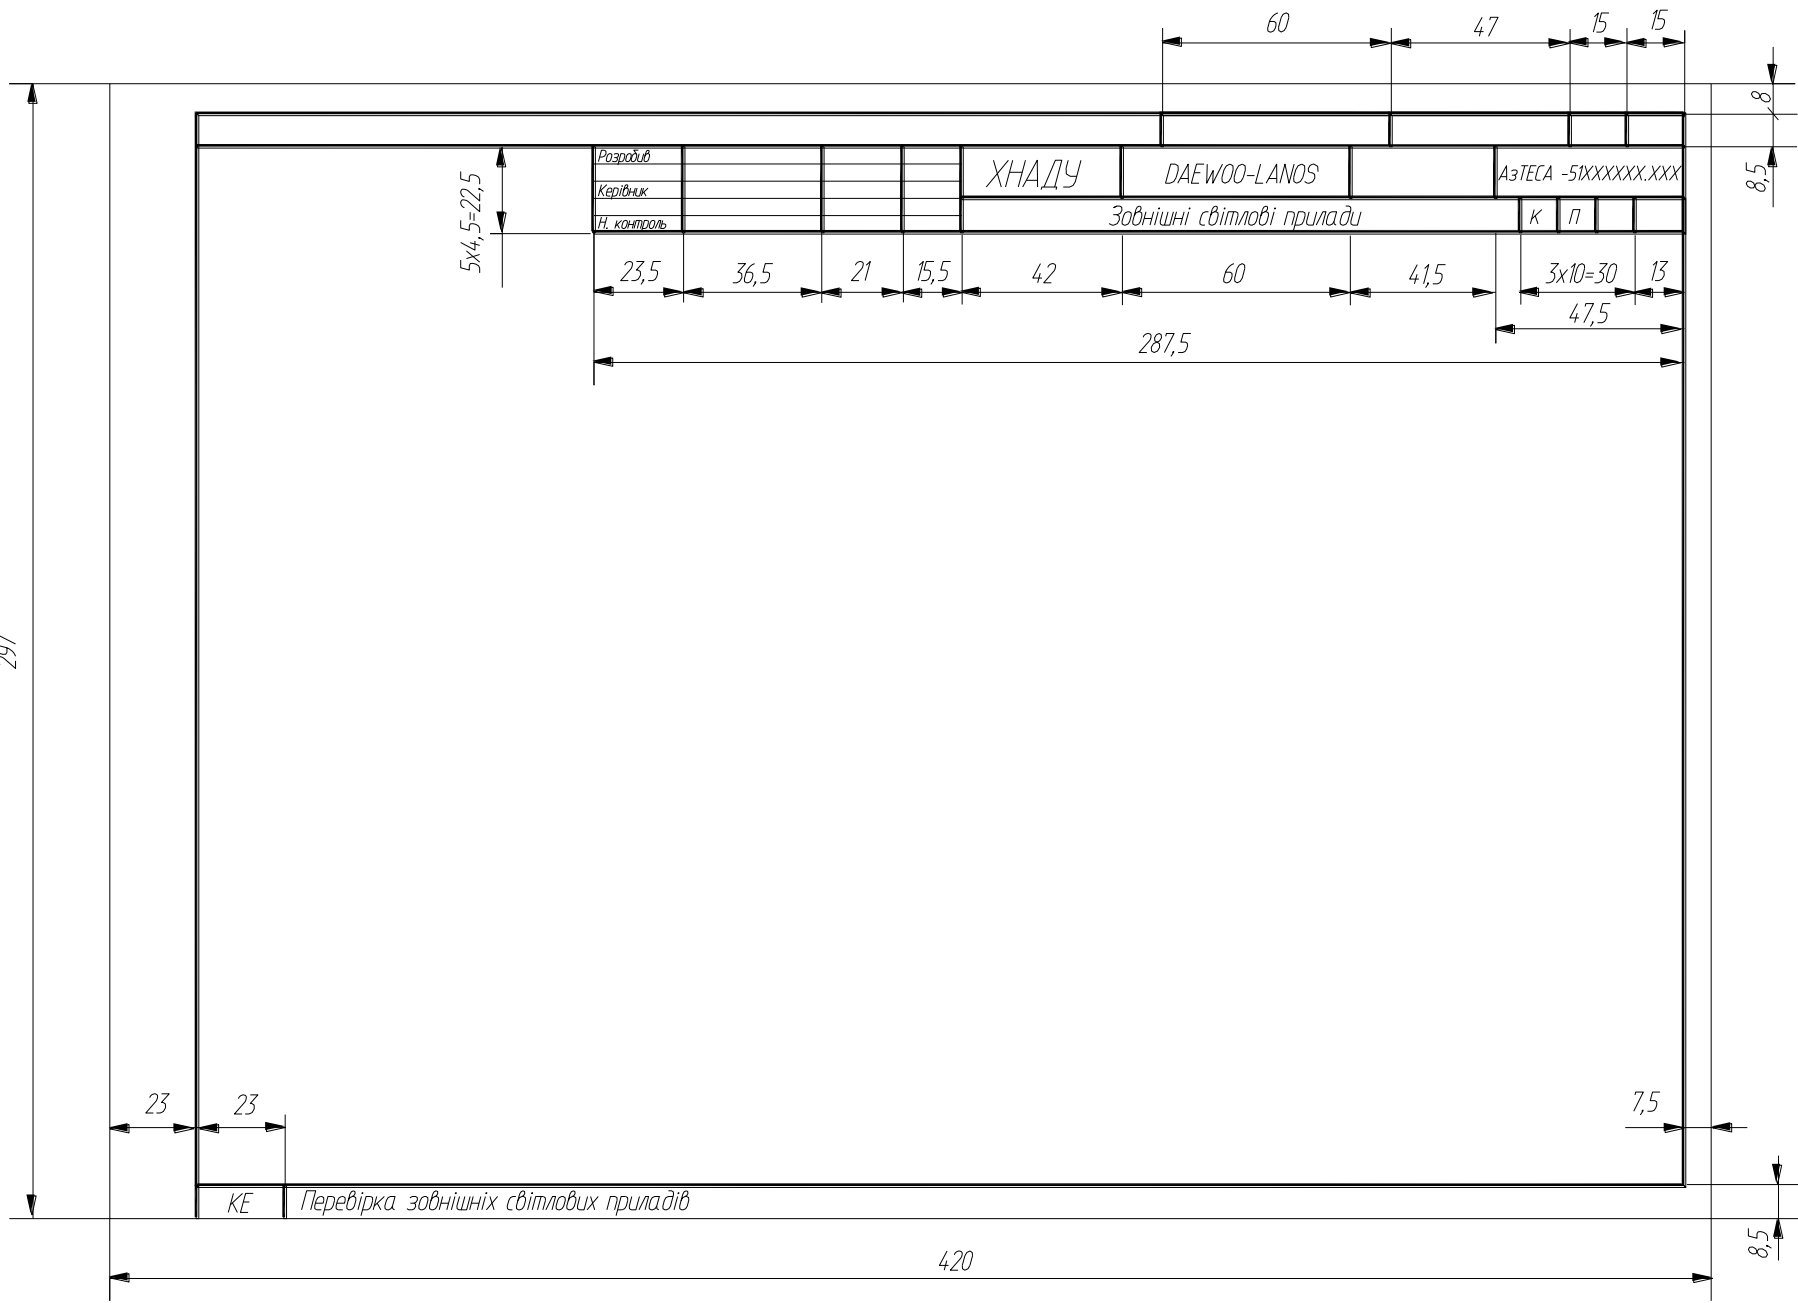 60 47 15 15
8
8,5
Розробив
Керівник
Н. контроль
ХНАДУ DAEWOO-LANOS АзТЕСА -51ХХХХХХ.ХХХ
Зовнішні світлові прилади К П
5x4,5=22,5
23,5 36,5 21 15,5 42 60 41,5 3x10=30 13
47,5
287,5
297
23 23 7,5
КЕ Перевірка зовнішніх світлових приладів
8,5
420